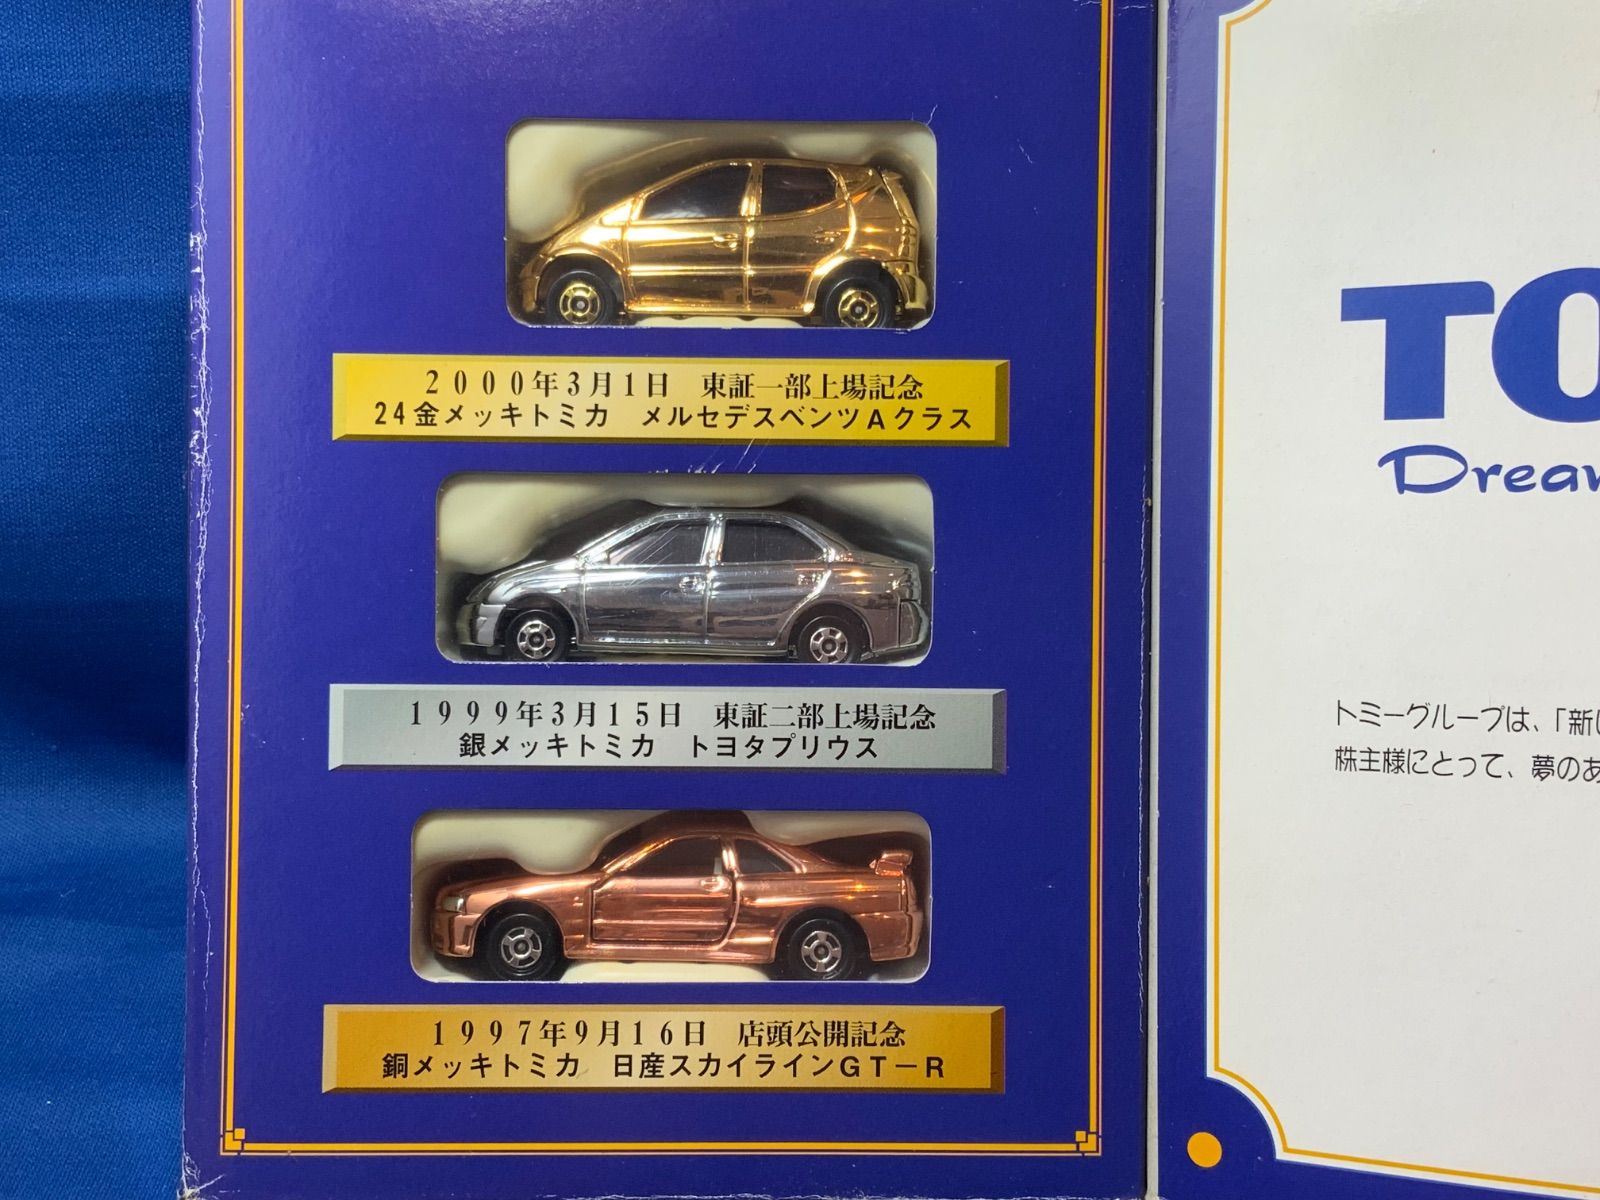 ２０００年３月１日　東証一部上場記念
24金メッキトミカ　メルセデスベンツＡクラス
１９９９年３月１５日　東証二部上場記念
銀メッキトミカ　トヨタプリウス
１９９７年９月１６日　店頭公開記念
銅メッキトミカ　日産スカイラインＧＴ－Ｒ
TO
Dream
トミーグループは、「新し
株主様にとって、夢のあ